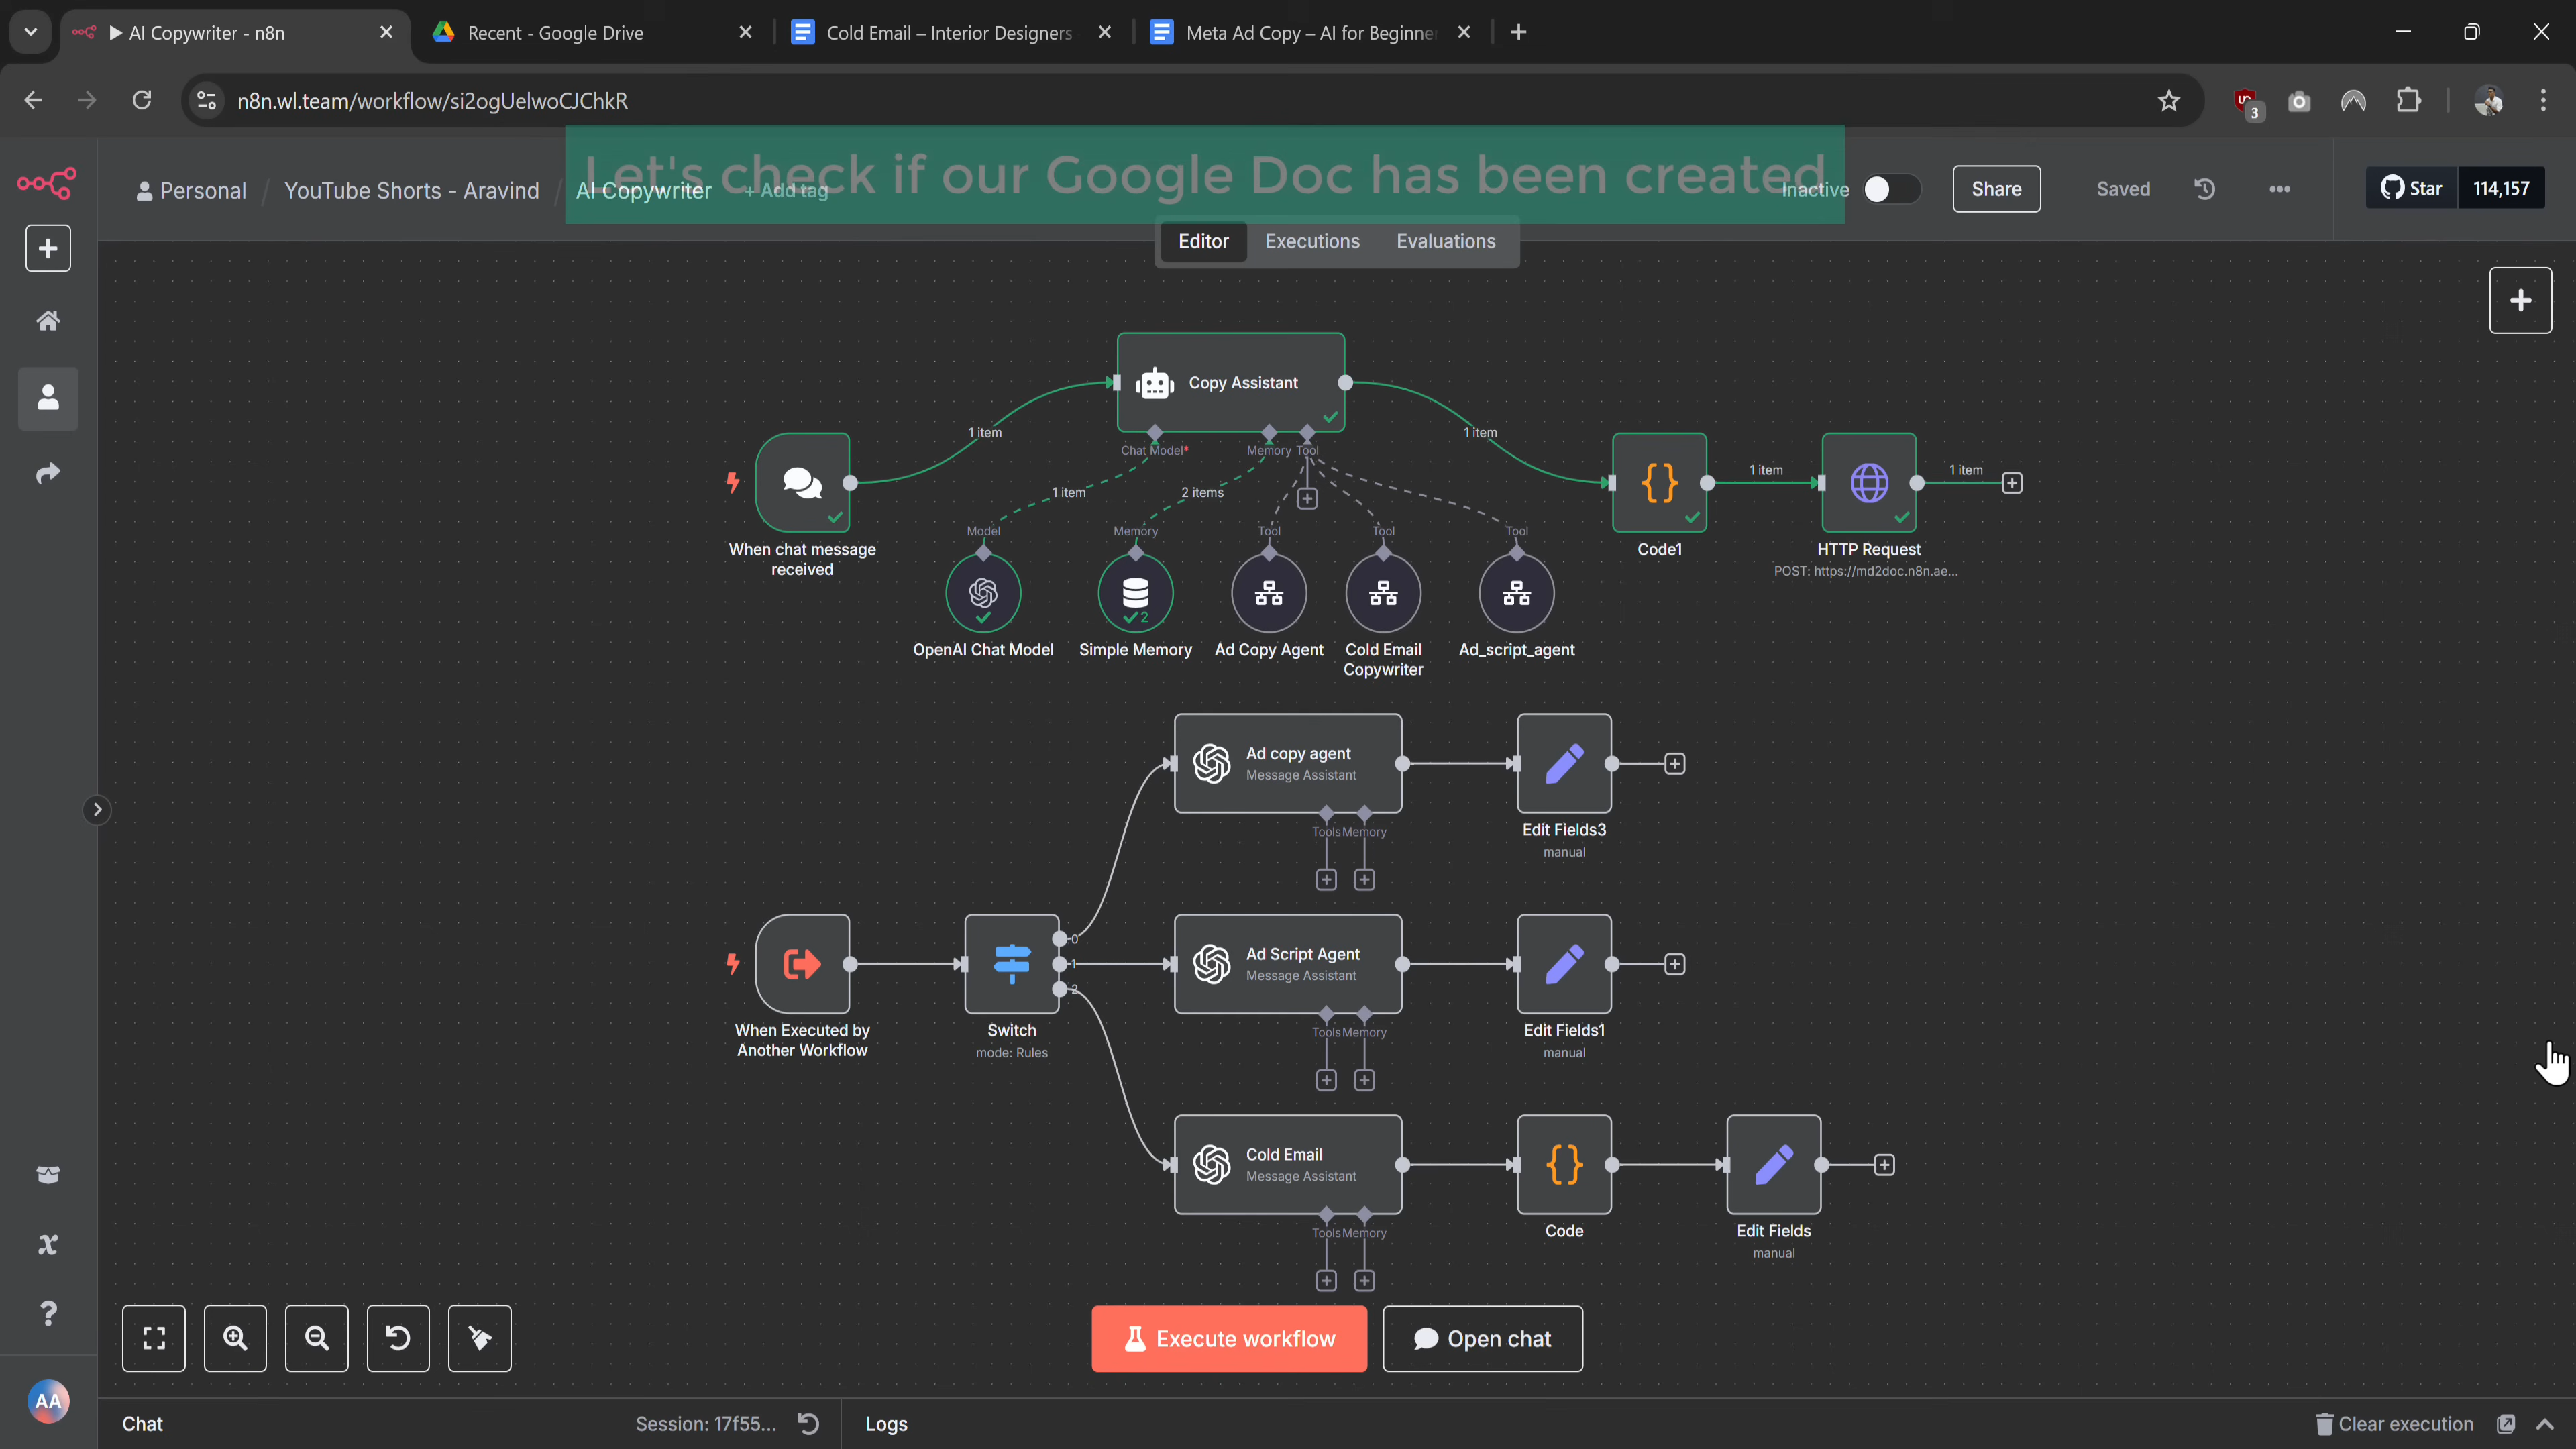 AI Copywriter - n8n
Recent - Google Drive
Cold Email – Interior Designers
Meta Ad Copy – AI for Beginner
n8n.wl.team/workflow/si2ogUelwoCJChkR
3
Let's check if our Google Doc has been created
Personal / YouTube Shorts - Aravind / AI Copywriter + Add tag
Inactive
Share
Saved
Star 114,157
Editor Executions Evaluations
Copy Assistant
1 item
1 item
Chat Model*
Memory
Tool
1 item
2 items
1 item
1 item
Model
Memory
Tool
Tool
Tool
When chat message
received
Code1
HTTP Request
POST: https://md2doc.n8n.ae...
2
OpenAI Chat Model
Simple Memory
Ad Copy Agent
Cold Email
Copywriter
Ad_script_agent
Ad copy agent
Message Assistant
Tools Memory
Edit Fields3
manual
0
1
2
Ad Script Agent
Message Assistant
Tools Memory
When Executed by
Another Workflow
Switch
mode: Rules
Edit Fields1
manual
Cold Email
Message Assistant
Tools Memory
Code
Edit Fields
manual
Execute workflow
Open chat
AA
Chat
Session: 17f55...
Logs
Clear execution